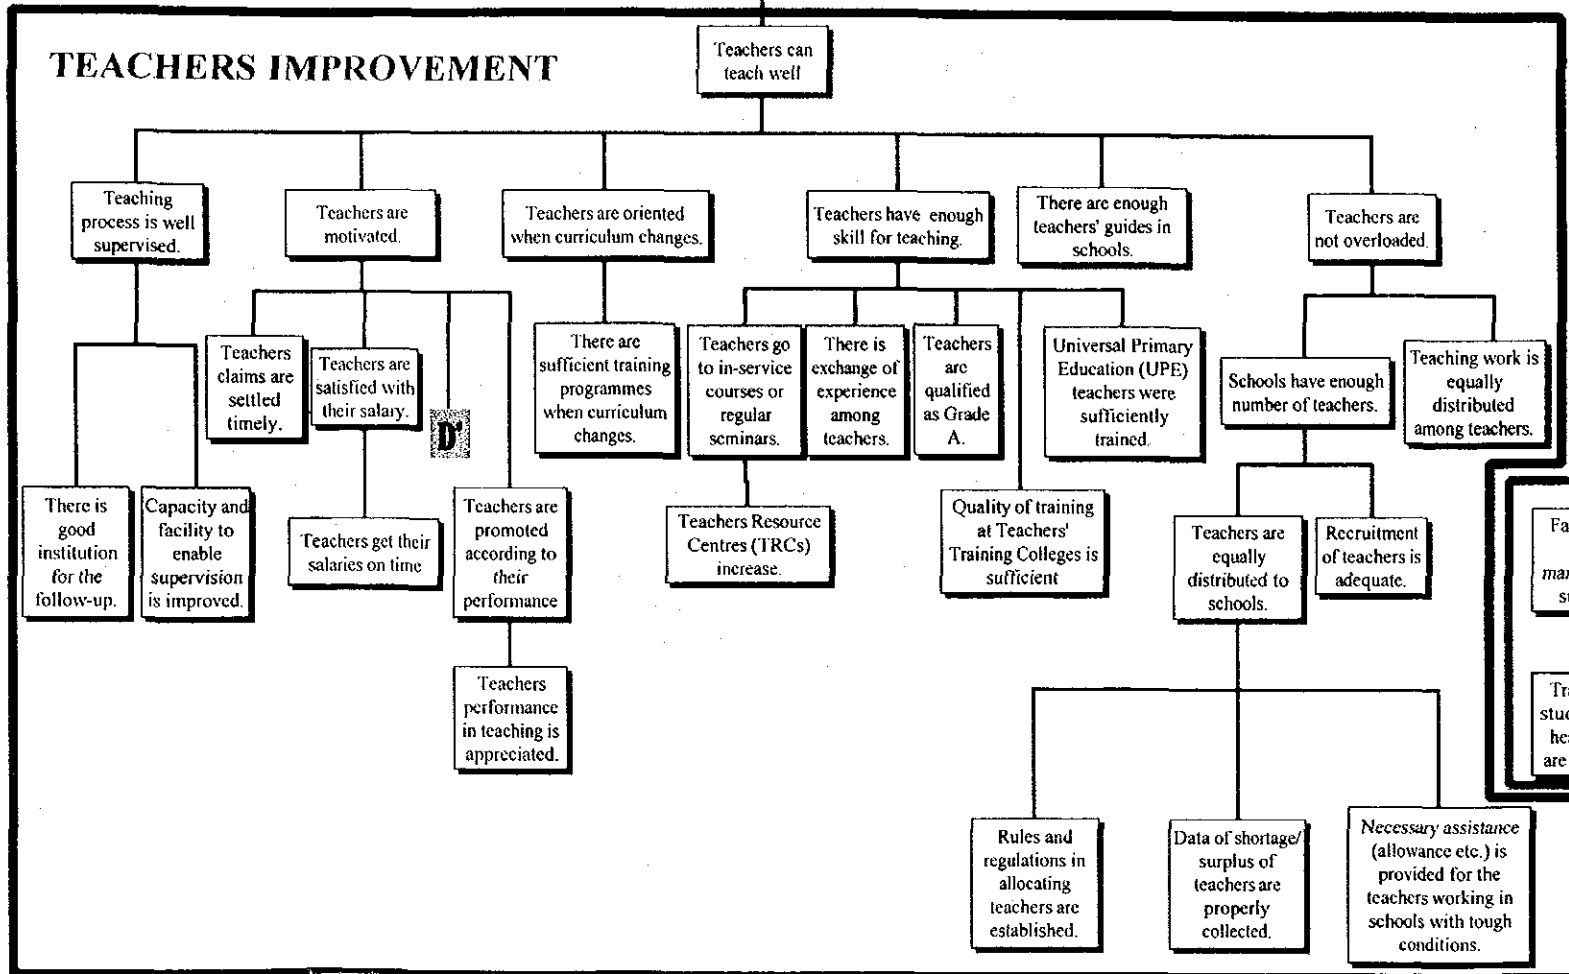 TEACHERS IMPROVEMENT
Teachers can
teach well
Teaching
process is well
supervised.
Teachers are
motivated.
Teachers are oriented
when curriculum changes.
Teachers have enough
skill for teaching.
There are enough
teachers' guides in
schools.
Teachers are
not overloaded.
Teachers
claims are
settled
timely.
Teachers are
satisfied with
their salary.
D'
There are
sufficient training
programmes
when curriculum
changes.
Teachers go
to in-service
courses or
regular
seminars.
There is
exchange of
experience
among
teachers.
Teachers
are
qualified
as Grade
A.
Universal Primary
Education (UPE)
teachers were
sufficiently
trained.
Schools have enough
number of teachers.
Teaching work is
equally
distributed
among teachers.
There is
good
institution
for the
follow-up.
Capacity and
facility to
enable
supervision
is improved.
Teachers get their
salaries on time
Teachers are
promoted
according to
their
performance
Teachers Resource
Centres (TRCs)
increase.
Quality of training
at Teachers'
Training Colleges is
sufficient
Teachers are
equally
distributed to
schools.
Recruitment
of teachers is
adequate.
Fa
mar
st
Teachers
performance
in teaching is
appreciated.
Tra
stud
hea
are
Rules and
regulations in
allocating
teachers are
established.
Data of shortage/
surplus of
teachers are
properly
collected.
Necessary assistance
(allowance etc.) is
provided for the
teachers working in
schools with tough
conditions.